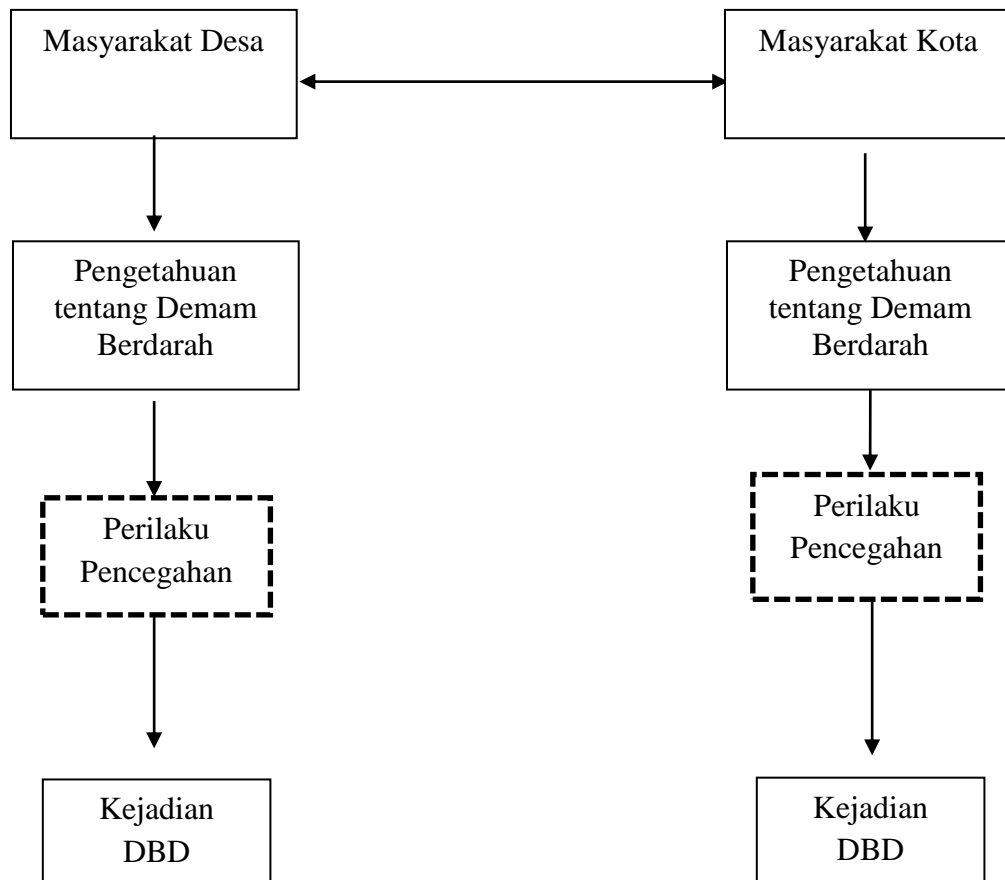 Masyarakat Desa
Masyarakat Kota
Pengetahuan
tentang Demam
Berdarah
Pengetahuan
tentang Demam
Berdarah
Perilaku
Pencegahan
Perilaku
Pencegahan
Kejadian
DBD
Kejadian
DBD